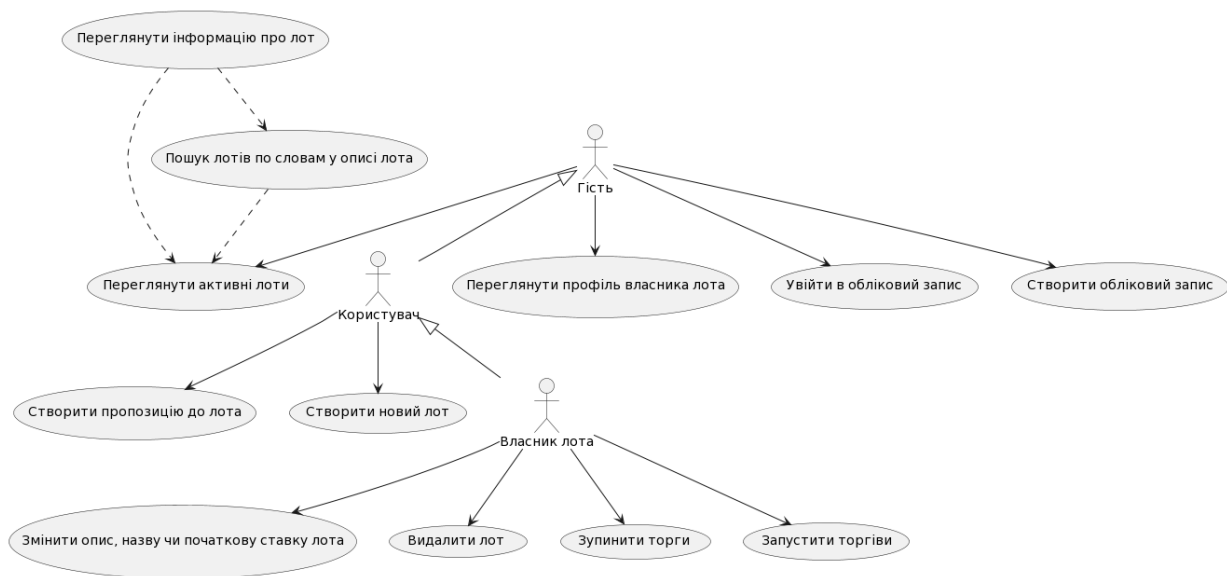 Переглянути інформацію про лот
Пошук лотів по словам у описі лота
Гість
Переглянути активні лоти
Користувач
Переглянути профіль власника лота
Увійти в обліковий запис
Створити обліковий запис
Створити пропозицію до лота
Створити новий лот
Власник лота
Змінити опис, назву чи початкову ставку лота
Видалити лот
Зупинити торги
Запустити торгіви